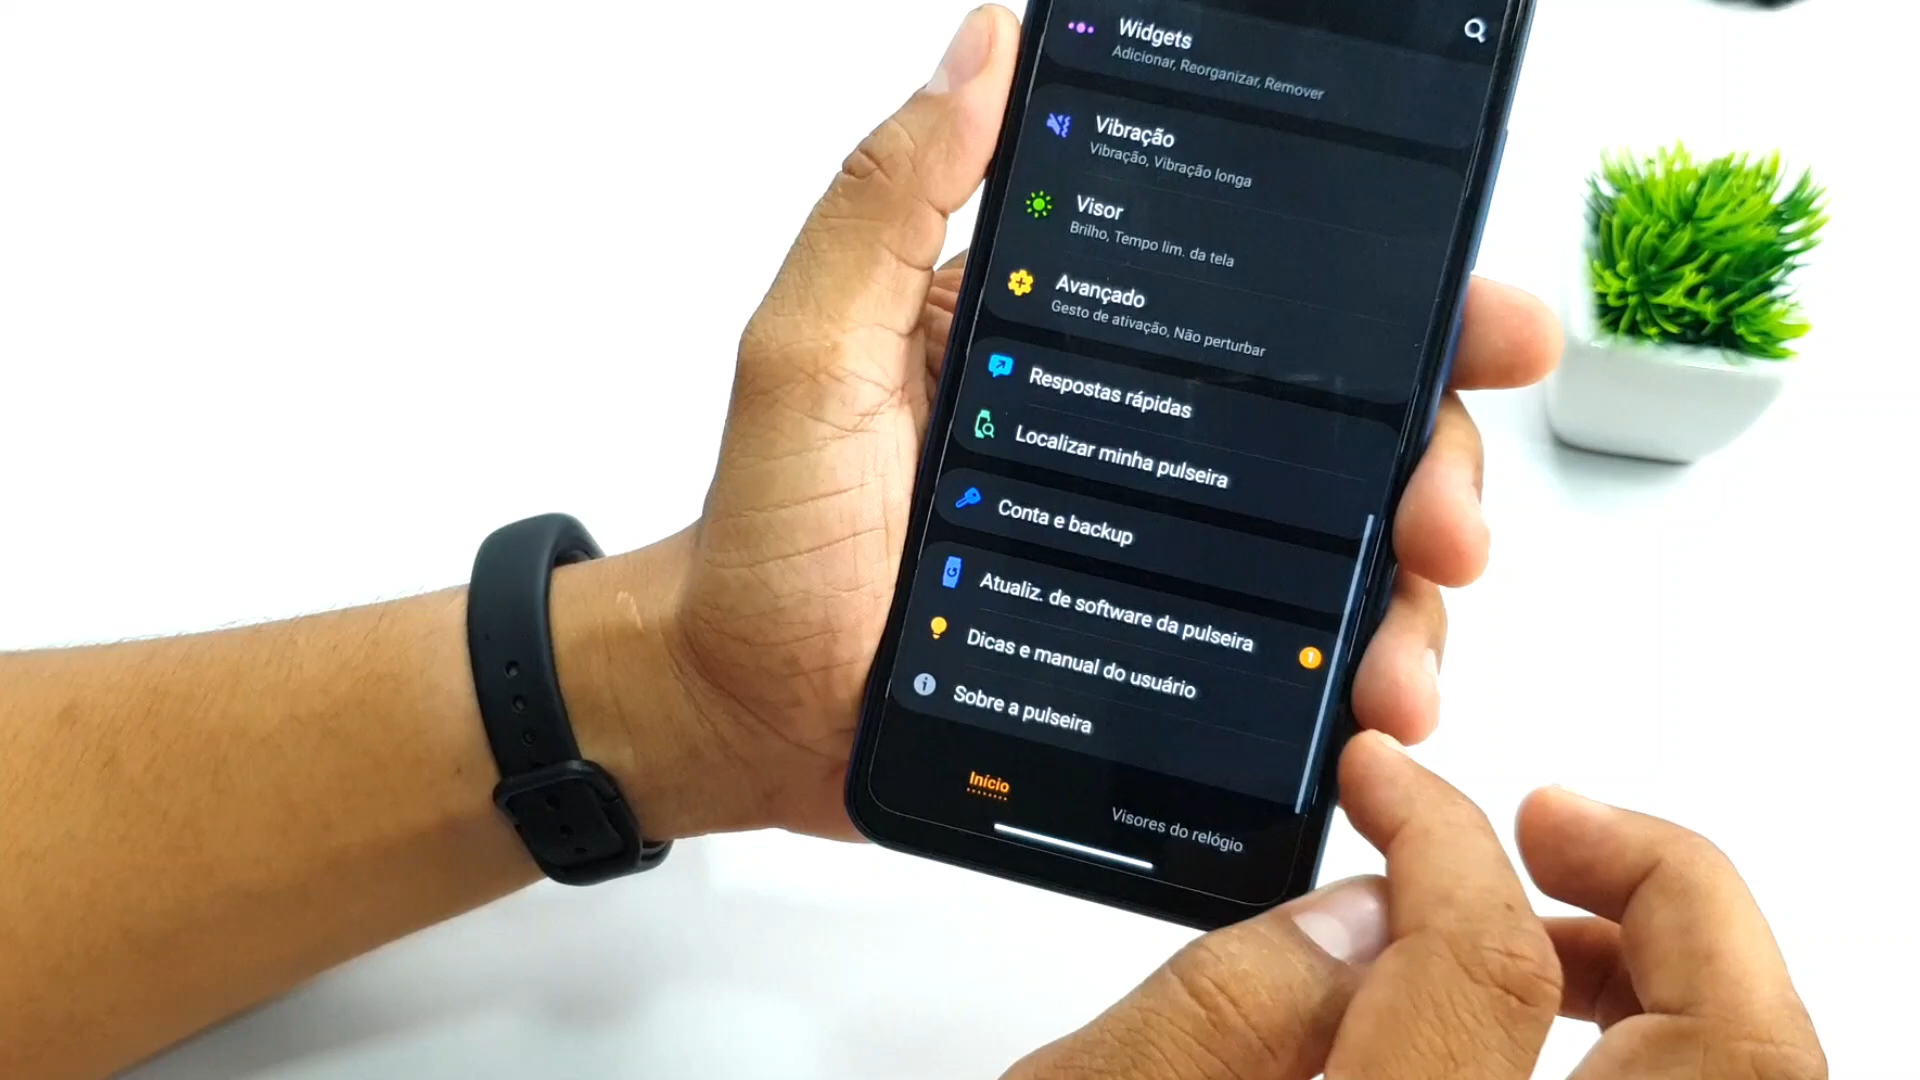 Widgets
Adicionar, Reorganizar, Remover
Vibração
Vibração, Vibração longa
Visor
Brilho, Tempo lim. da tela
Avançado
Gesto de ativação, Não perturbar
Respostas rápidas
Localizar minha pulseira
Conta e backup
Atualiz. de software da pulseira
1
Dicas e manual do usuário
Sobre a pulseira
Início
Visores do relógio